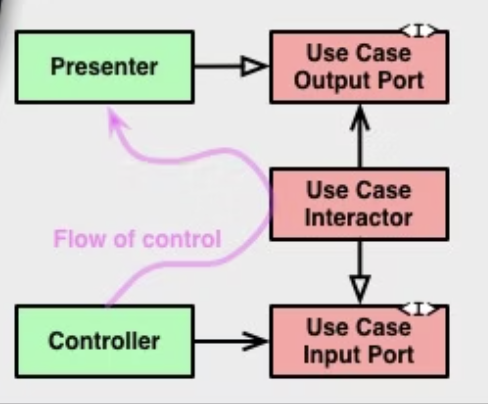 <I>
Presenter
Use Case
Output Port
Use Case
Interactor
Flow of control
<I>
Controller
Use Case
Input Port